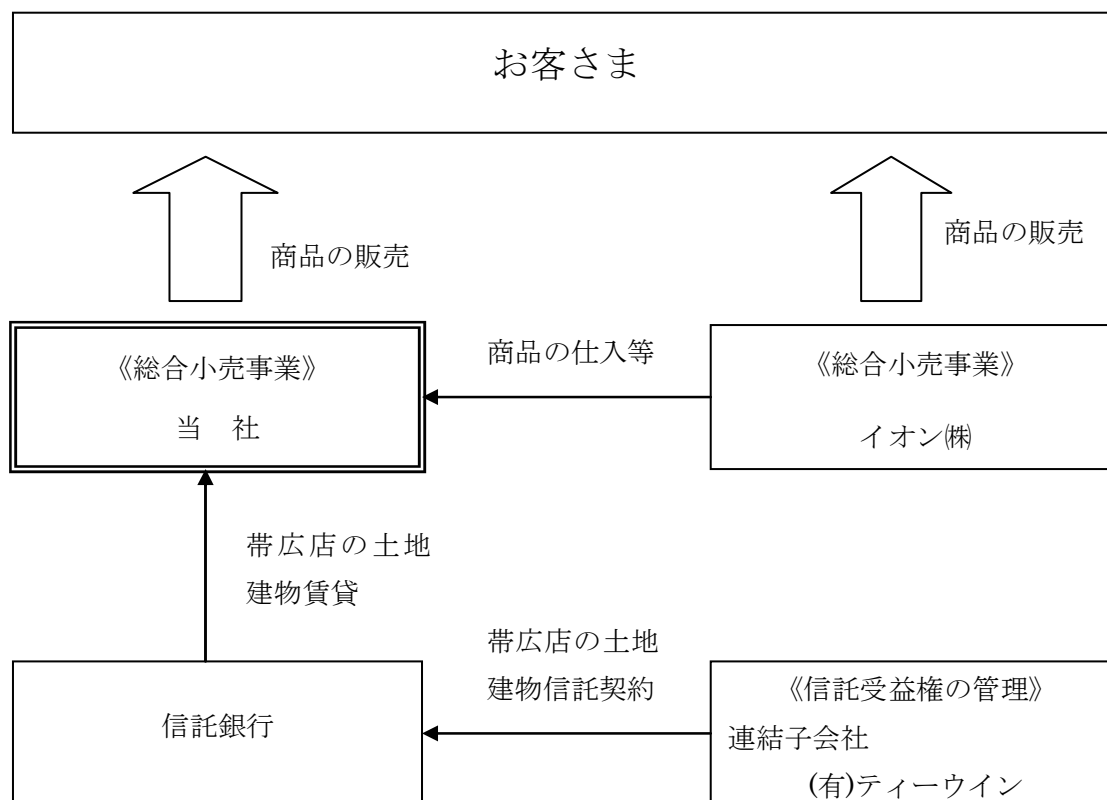 お客さま
商品の販売
商品の販売
《総合小売事業》
当　社
商品の仕入等
《総合小売事業》
イオン㈱
帯広店の土地
建物賃貸
信託銀行
帯広店の土地
建物信託契約
《信託受益権の管理》
連結子会社
(有)ティーウイン